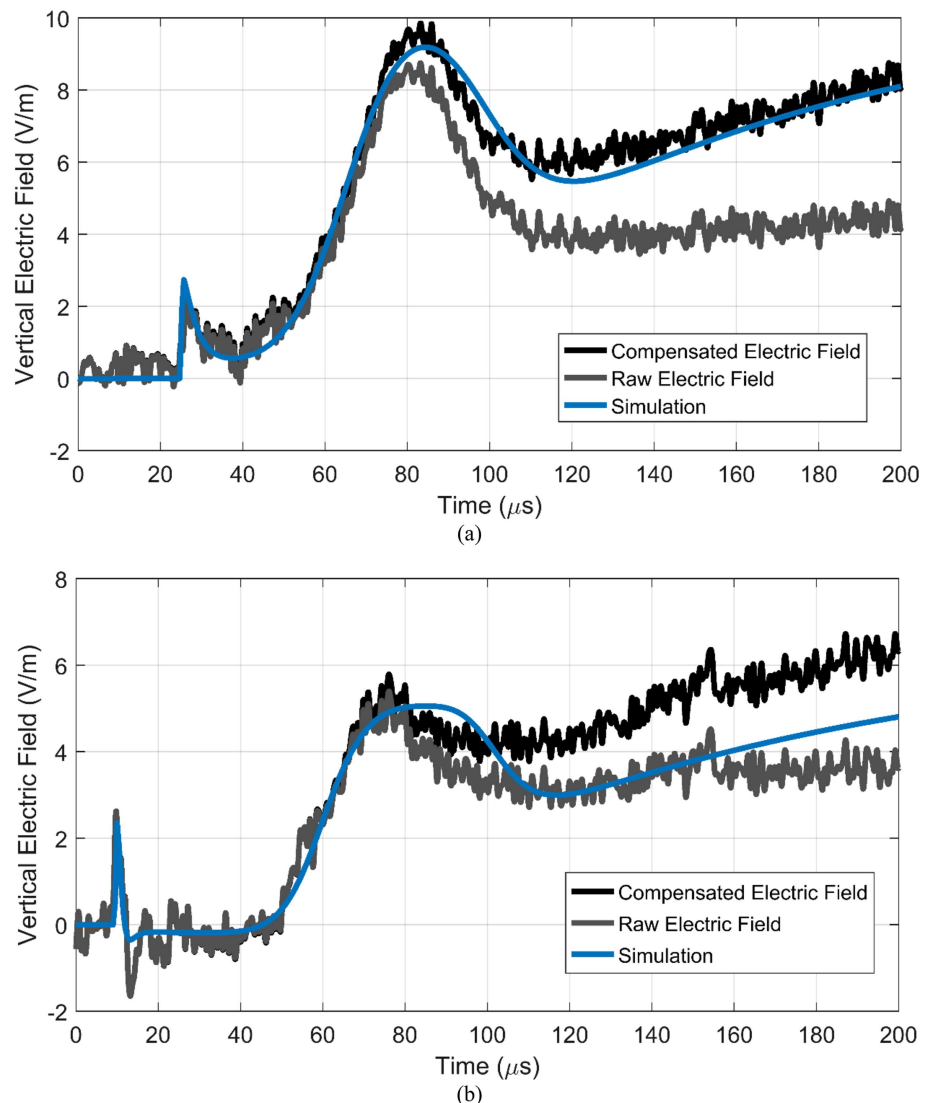 10
8
6
4
2
0
-2
Vertical Electric Field (V/m)
Compensated Electric Field
Raw Electric Field
Simulation
0 20 40 60 80 100 120 140 160 180 200
Time (μs)
(a)
8
6
4
2
0
-2
Vertical Electric Field (V/m)
Compensated Electric Field
Raw Electric Field
Simulation
0 20 40 60 80 100 120 140 160 180 200
Time (μs)
(b)